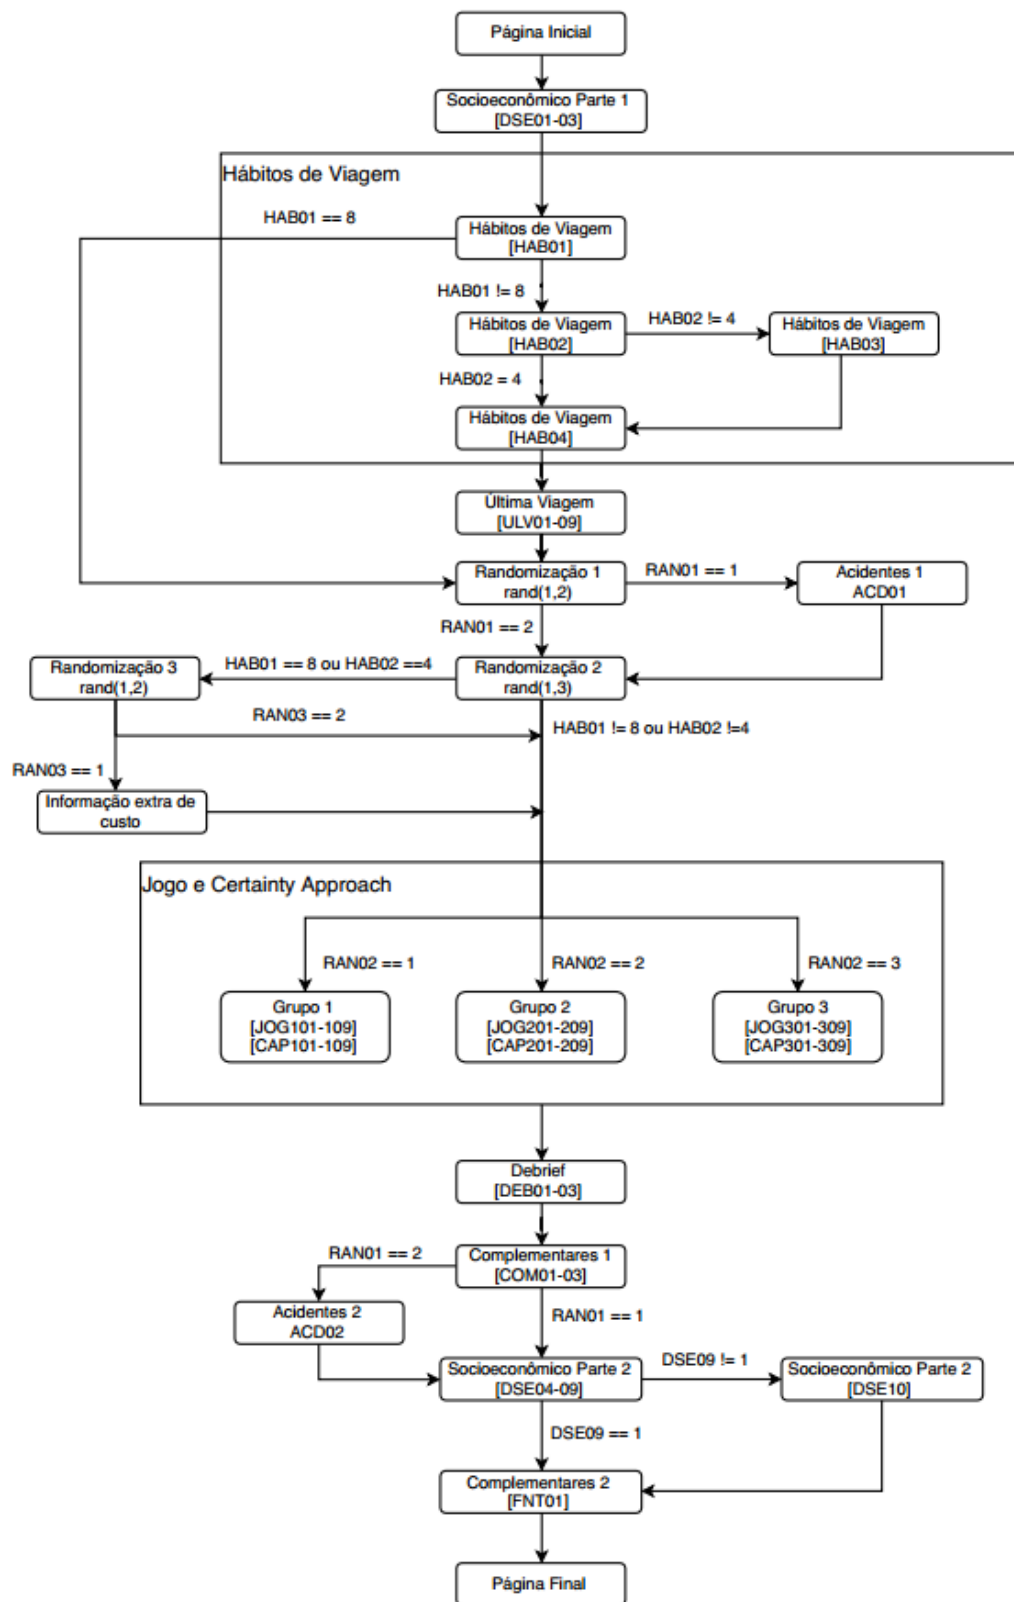 Página Inicial
Socioeconômico Parte 1
[DSE01-03]
Hábitos de Viagem
HAB01 == 8
Hábitos de Viagem
[HAB01]
HAB01 != 8
Hábitos de Viagem
[HAB02]
HAB02 != 4
Hábitos de Viagem
[HAB03]
HAB02 = 4
Hábitos de Viagem
[HAB04]
Última Viagem
[ULV01-09]
Randomização 1
rand(1,2)
RAN01 == 1
Acidentes 1
ACD01
RAN01 == 2
Randomização 3
rand(1,2)
HAB01 == 8 ou HAB02 ==4
Randomização 2
rand(1,3)
RAN03 == 2
HAB01 != 8 ou HAB02 !=4
RAN03 == 1
Informação extra de
custo
Jogo e Certainty Approach
RAN02 == 1
RAN02 == 2
RAN02 == 3
Grupo 1
[JOG101-109]
[CAP101-109]
Grupo 2
[JOG201-209]
[CAP201-209]
Grupo 3
[JOG301-309]
[CAP301-309]
Debrief
[DEB01-03]
RAN01 == 2
Complementares 1
[COM01-03]
Acidentes 2
ACD02
RAN01 == 1
Socioeconômico Parte 2
[DSE04-09]
DSE09 != 1
Socioeconômico Parte 2
[DSE10]
DSE09 == 1
Complementares 2
[FNT01]
Página Final